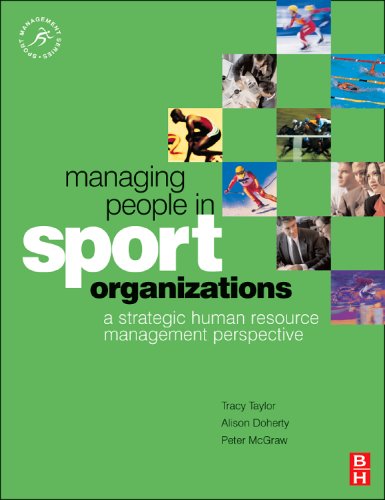 SPORT MANAGEMENT SERIES
managing
people in
sport
organizations
a strategic human resource
management perspective
Tracy Taylor
Alison Doherty
Peter McGraw
B
H